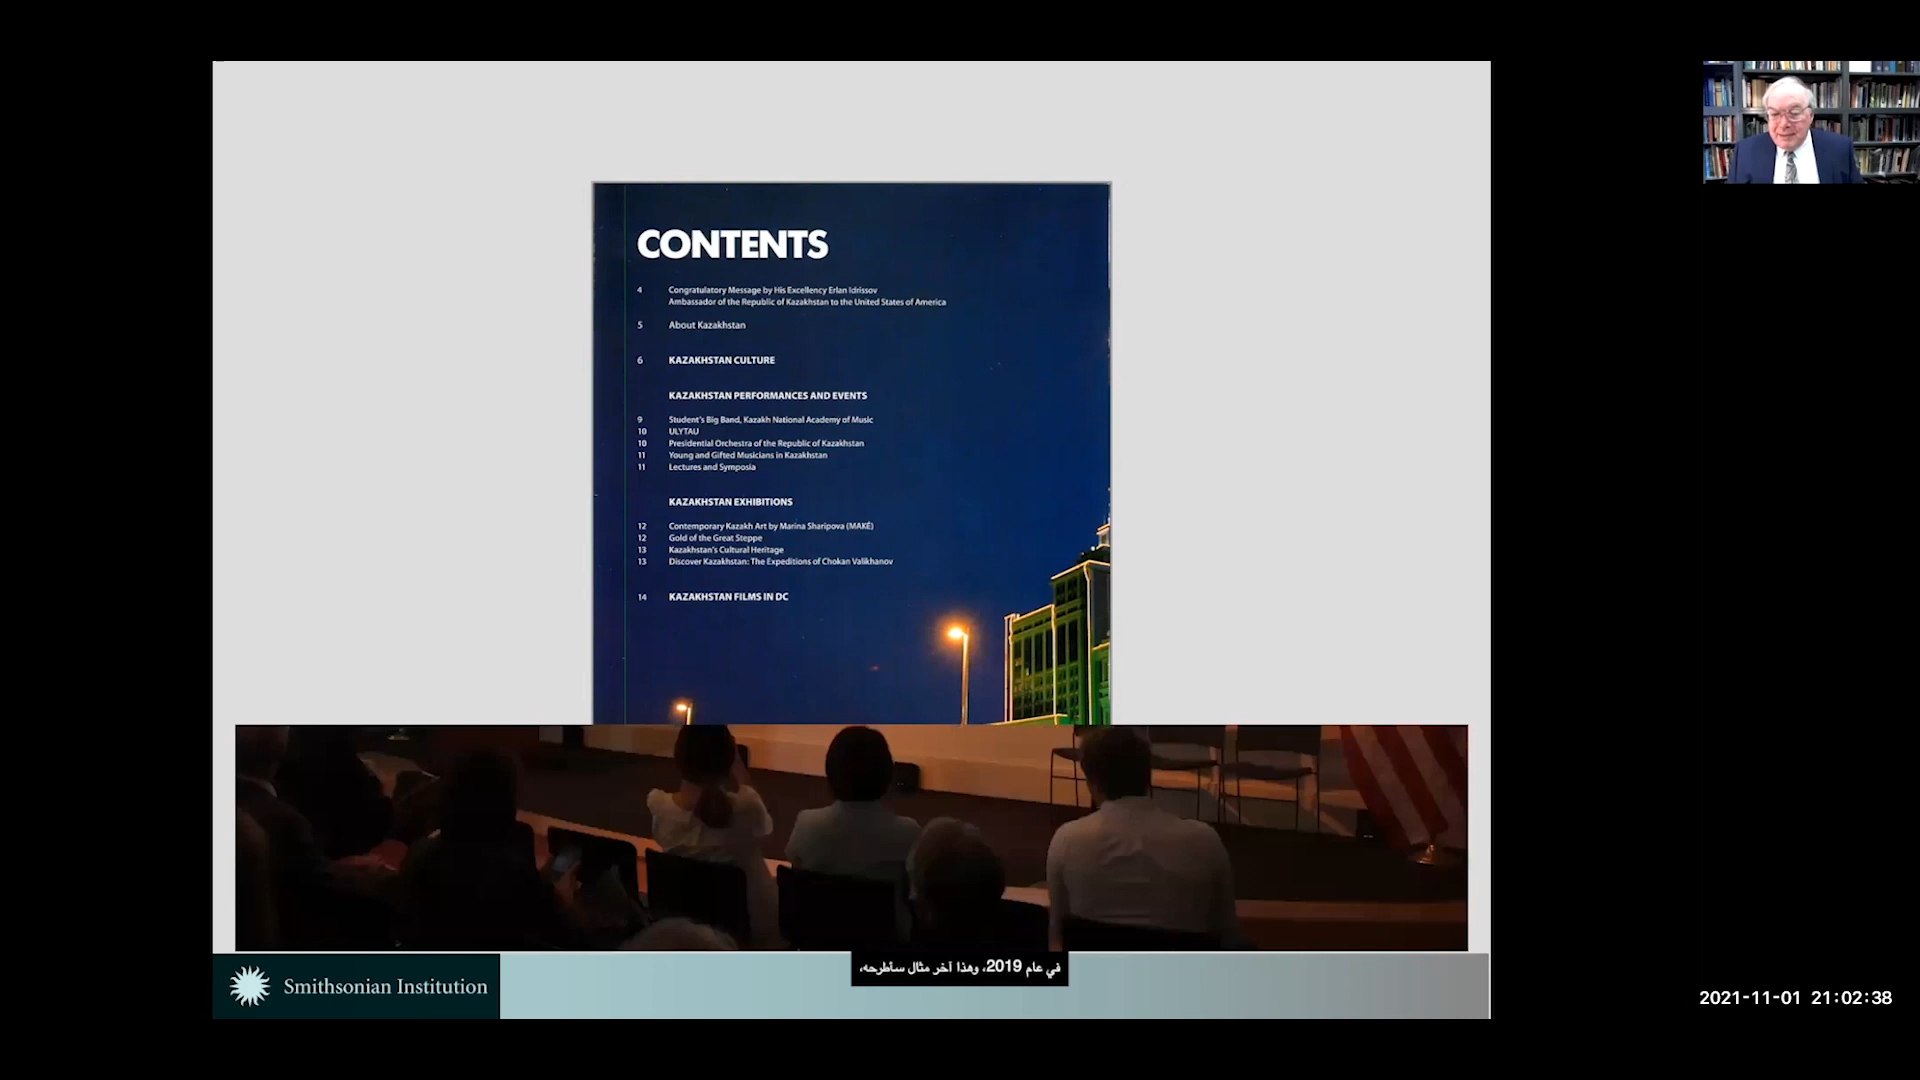 CONTENTS
4 Congratulatory Message by His Excellency Erlan Idrissov
Ambassador of the Republic of Kazakhstan to the United States of America
5 About Kazakhstan
6 KAZAKHSTAN CULTURE
KAZAKHSTAN PERFORMANCES AND EVENTS
9 Student's Big Band, Kazakh National Academy of Music
10 ULYTAU
10 Presidential Orchestra of the Republic of Kazakhstan
11 Young and Gifted Musicians in Kazakhstan
11 Lectures and Symposia
KAZAKHSTAN EXHIBITIONS
12 Contemporary Kazakh Art by Marina Sharipova (MAKÉ)
12 Gold of the Great Steppe
13 Kazakhstan's Cultural Heritage
13 Discover Kazakhstan: The Expeditions of Chokan Valikhanov
14 KAZAKHSTAN FILMS IN DC
في عام 2019، وهذا آخر مثال سأطرحه،
Smithsonian Institution
2021-11-01 21:02:38